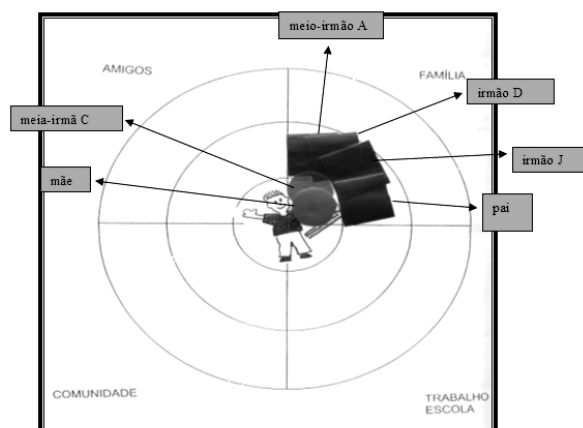 meio-irmão A
AMIGOS
FAMÍLIA
irmão D
meia-irmã C
irmão J
mãe
pai
COMUNIDADE
TRABALHO
ESCOLA